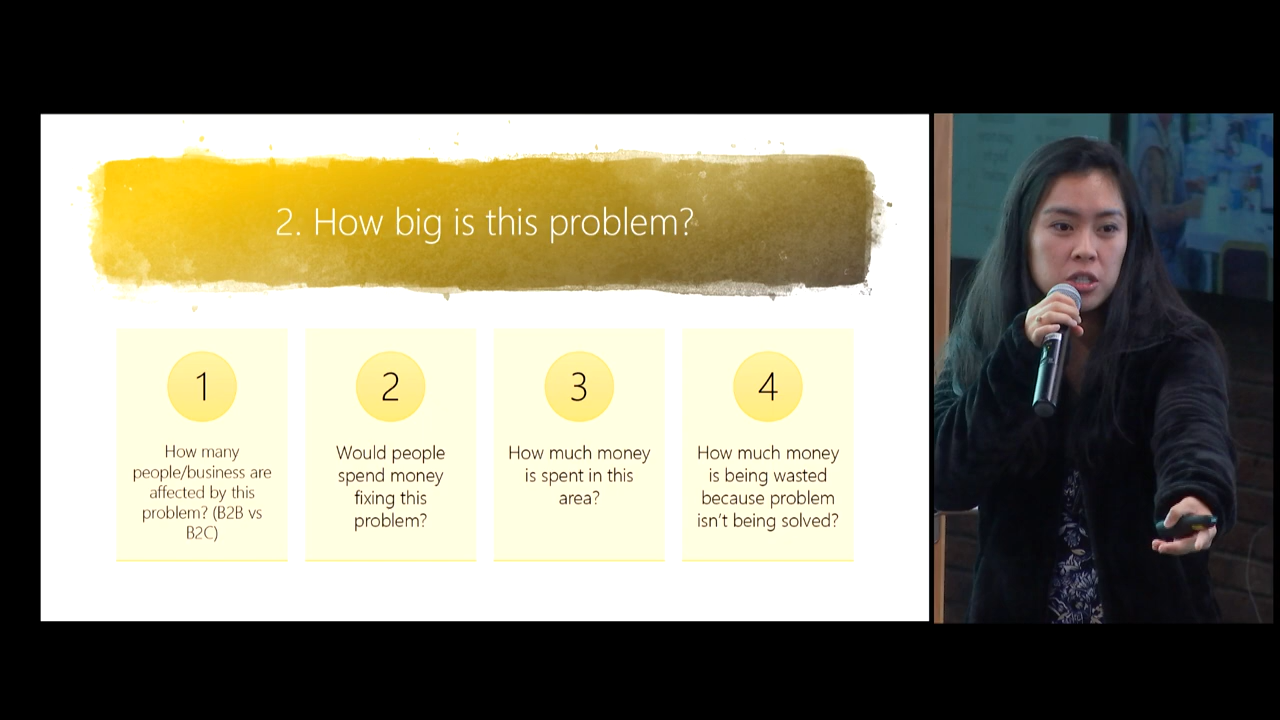 2. How big is this problem?
1
How many
people/business are
affected by this
problem? (B2B vs
B2C)
2
Would people
spend money
fixing this
problem?
3
How much money
is spent in this
area?
4
How much money
is being wasted
because problem
isn't being solved?